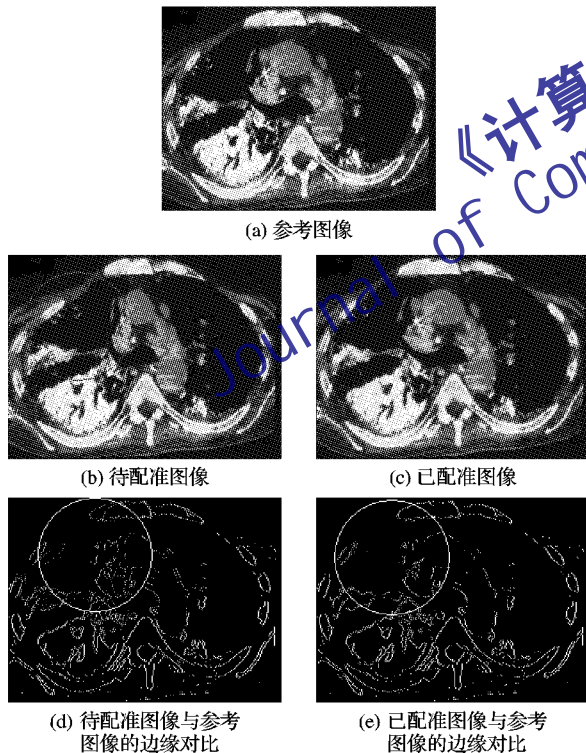 (a) 参考图像
《计算
Journal of Com
(b) 待配准图像
(c) 已配准图像
(d) 待配准图像与参考
图像的边缘对比
(e) 已配准图像与参考
图像的边缘对比